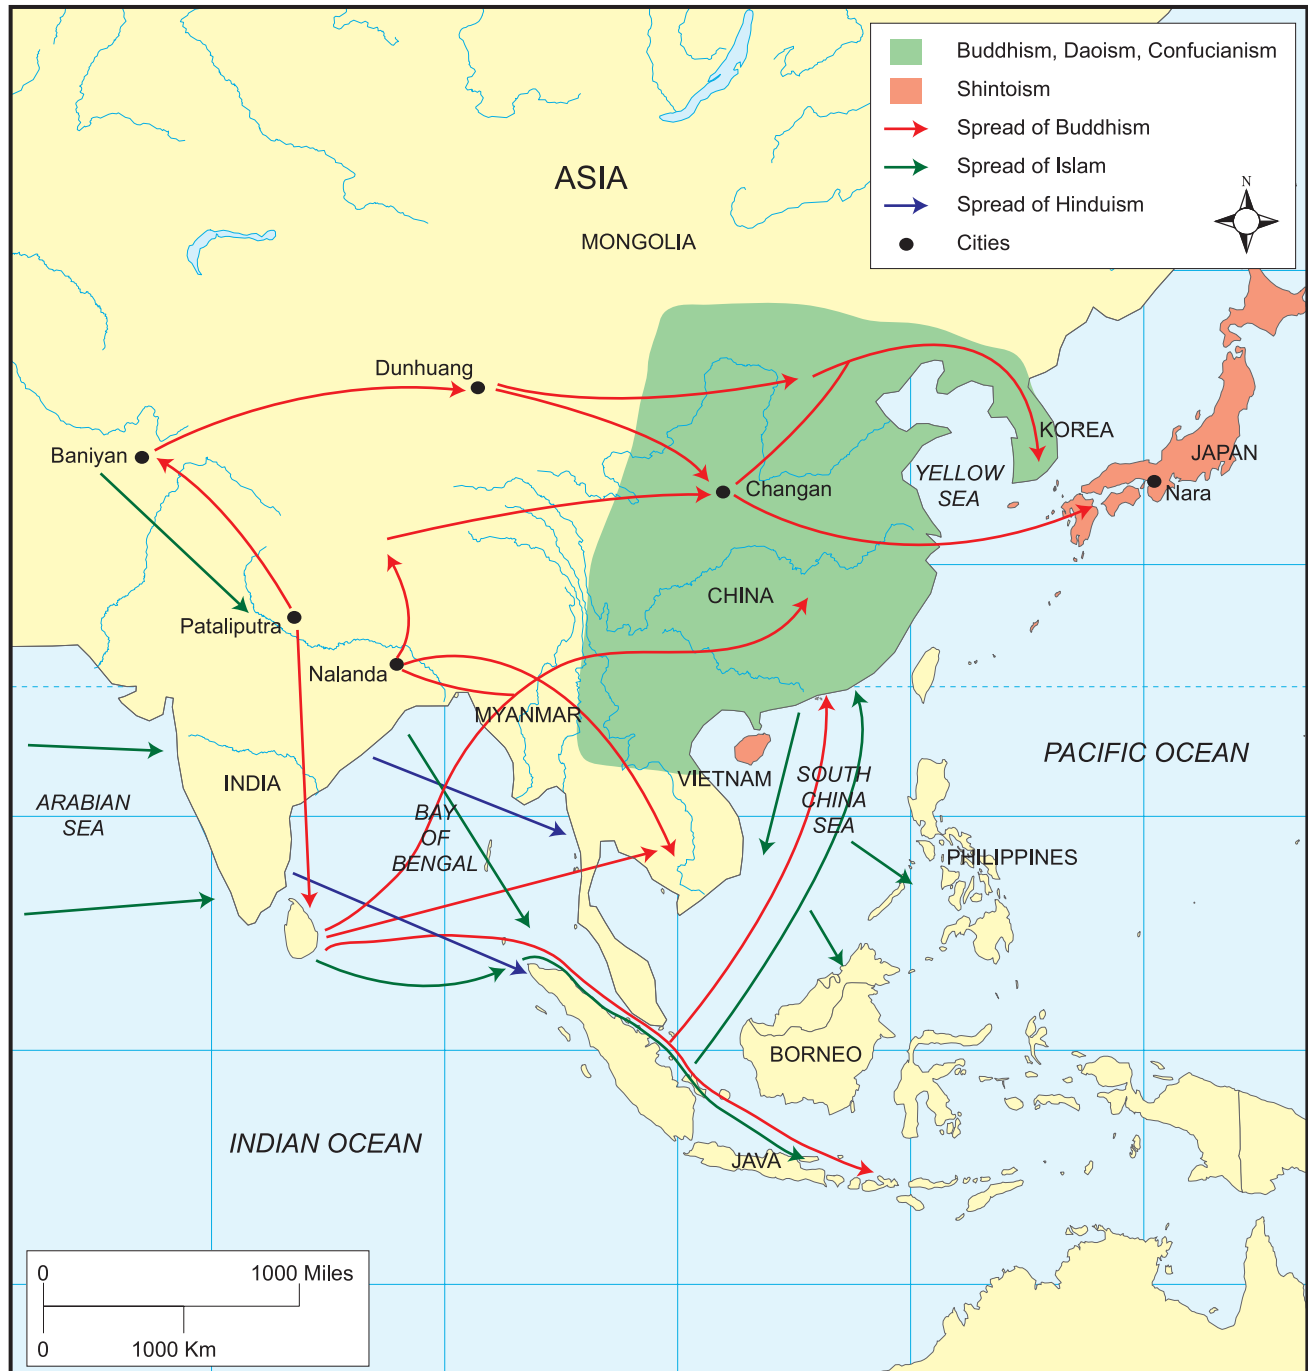 Buddhism, Daoism, Confucianism
Shintoism
Spread of Buddhism
Spread of Islam
Spread of Hinduism
Cities
N
ASIA
MONGOLIA
Dunhuang
Baniyan
KOREA
JAPAN
YELLOW
SEA
Changan
Nara
CHINA
Pataliputra
Nalanda
MYANMAR
PACIFIC OCEAN
INDIA
VIETNAM
SOUTH
CHINA
SEA
ARABIAN
SEA
BAY
OF
BENGAL
PHILIPPINES
BORNEO
INDIAN OCEAN
JAVA
0
1000 Miles
0
1000 Km